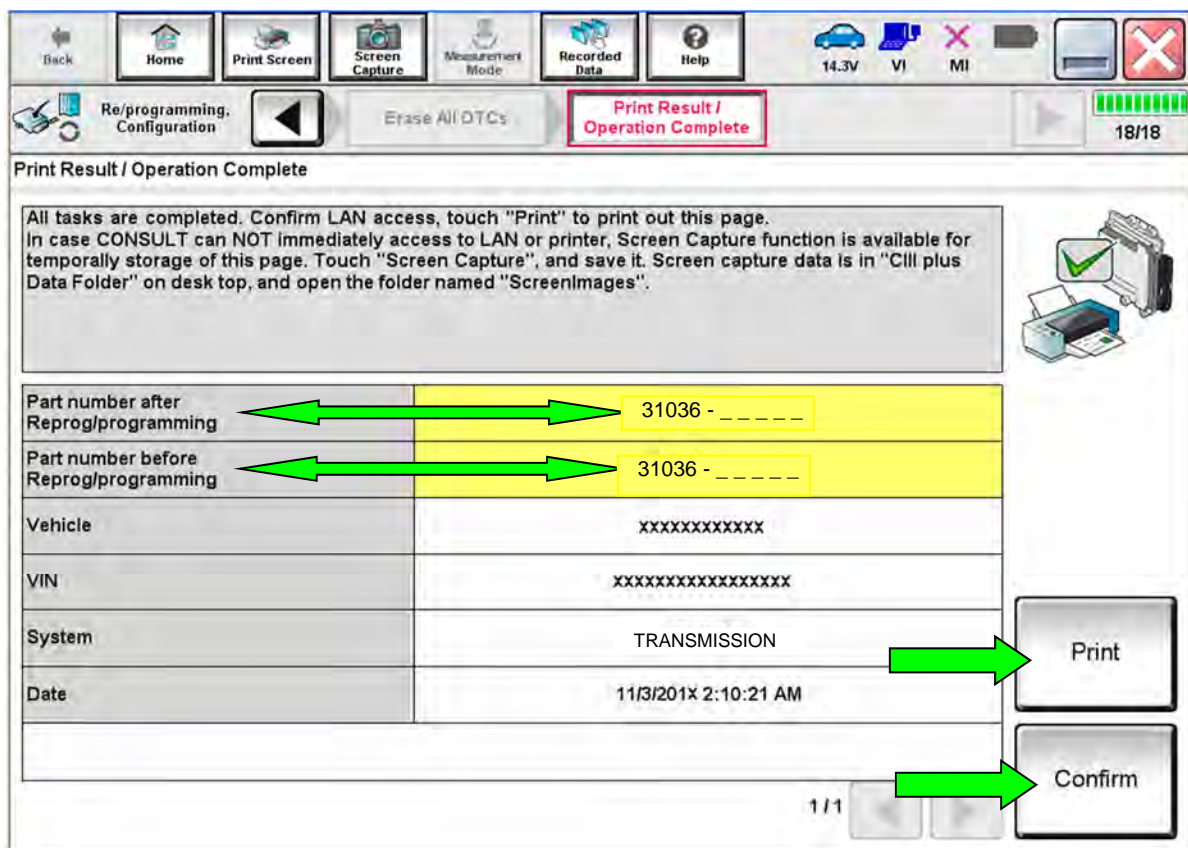 Back
Home
Print Screen
Screen
Capture
Measurement
Mode
Recorded
Data
Help
14.3V
VI
MI
Re/programming,
Configuration
Erase All DTCs
Print Result /
Operation Complete
18/18
Print Result / Operation Complete
All tasks are completed. Confirm LAN access, touch "Print" to print out this page.
In case CONSULT can NOT immediately access to LAN or printer, Screen Capture function is available for
temporally storage of this page. Touch "Screen Capture", and save it. Screen capture data is in "CIII plus
Data Folder" on desk top, and open the folder named "ScreenImages".
Part number after
Reprog/programming
31036 - _ _ _ _ _
Part number before
Reprog/programming
31036 - _ _ _ _ _
Vehicle
xxxxxxxxxxxx
VIN
xxxxxxxxxxxxxxxxx
System
TRANSMISSION
Date
11/3/201X 2:10:21 AM
Print
Confirm
1/1